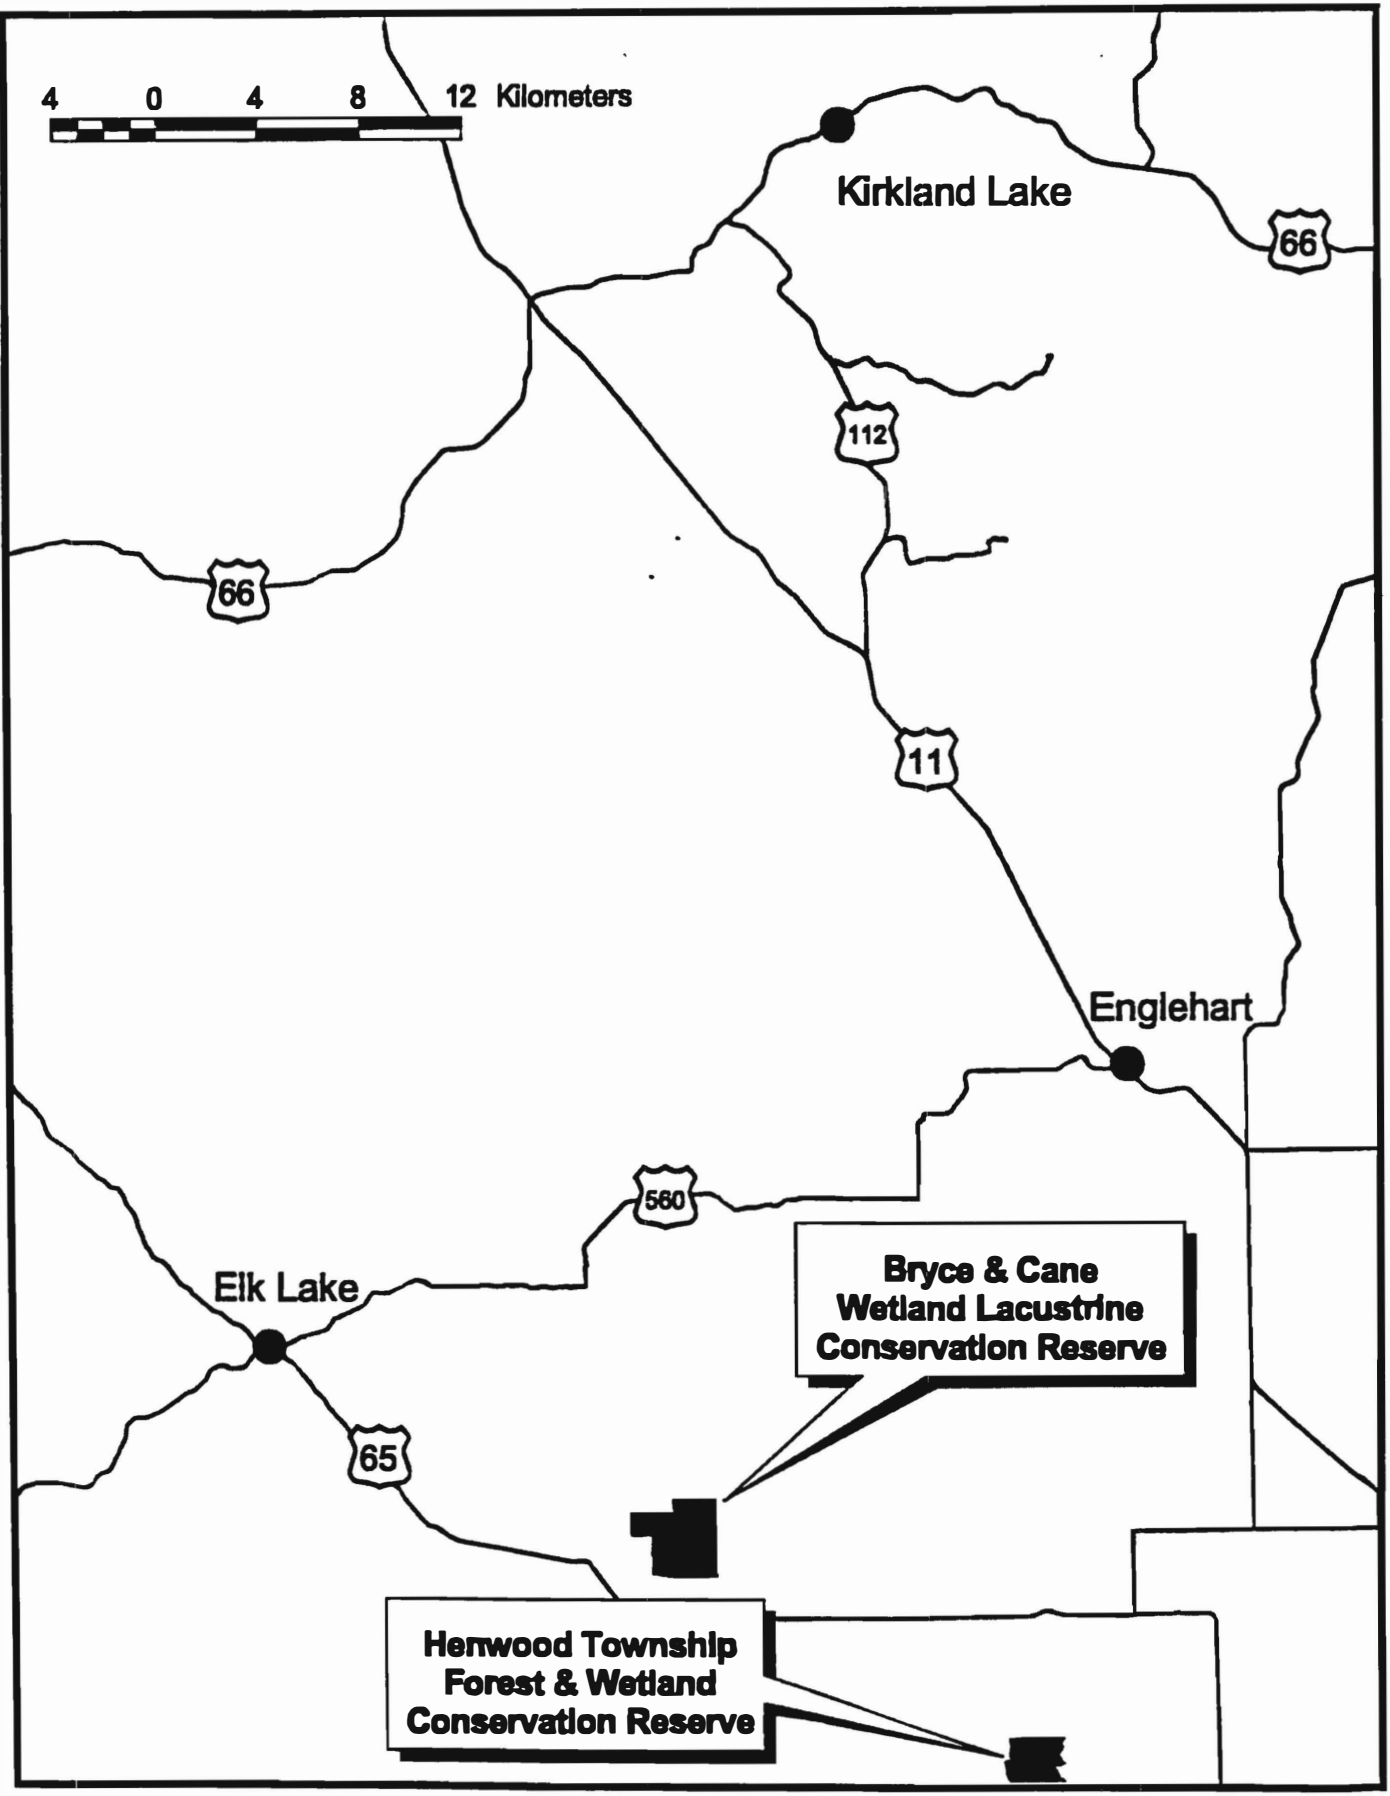 4 0 4 8 12 Kilometers
Kirkland Lake
66
112
66
11
Englehart
560
Elk Lake
Bryce & Cane
Wetland Lacustrine
Conservation Reserve
65
Henwood Township
Forest & Wetland
Conservation Reserve